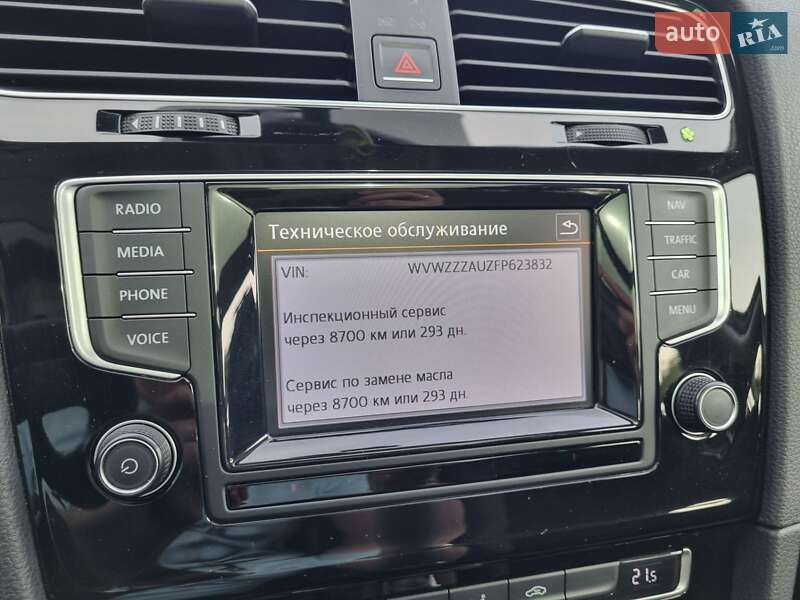 auto RIA.com
RADIO
MEDIA
PHONE
VOICE
Техническое обслуживание
VIN: WVWZZZAUZFP623832
Инспекционный сервис
через 8700 км или 293 дн.
Сервис по замене масла
через 8700 км или 293 дн.
NAV
TRAFFIC
CAR
MENU
21.5